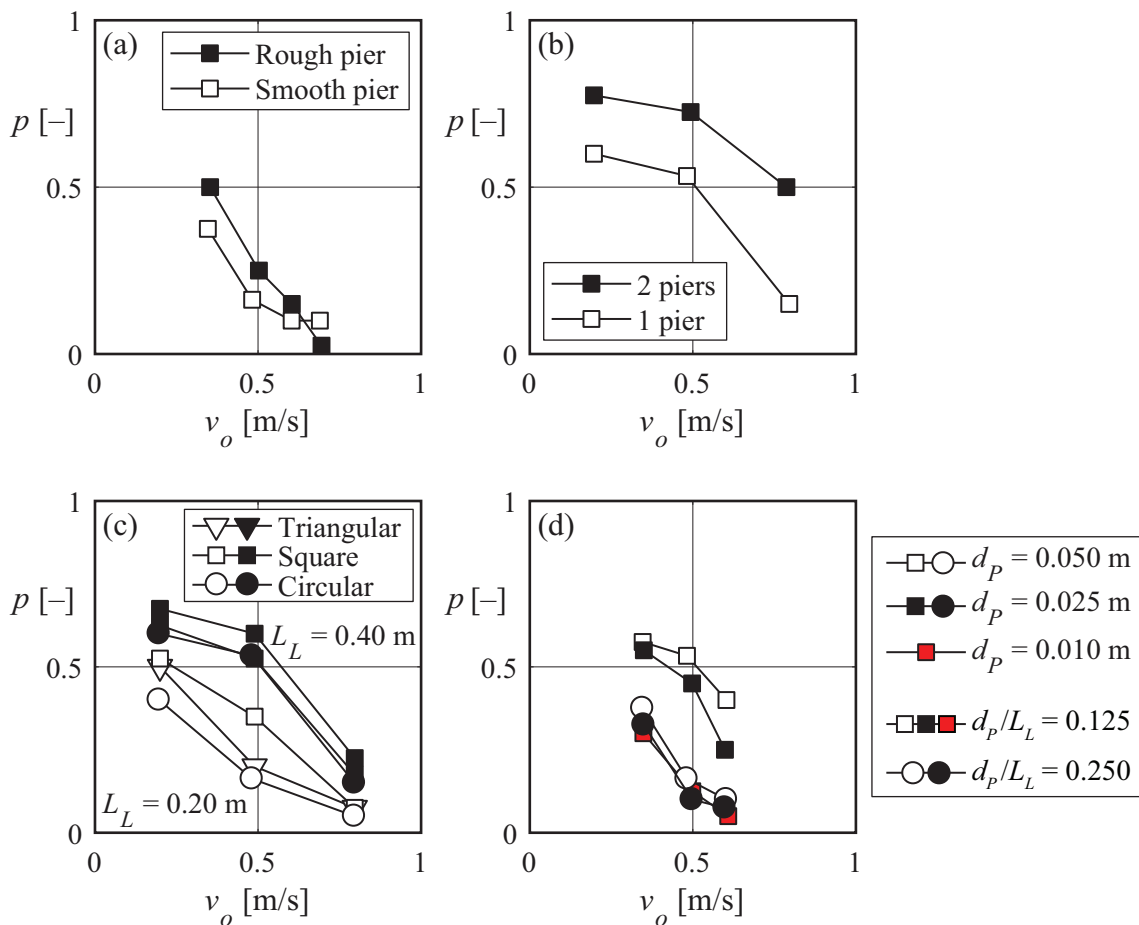 1
(a)
Rough pier
Smooth pier
p [–]
0.5
0
0
0.5
1
v_o [m/s]
1
(b)
p [–]
0.5
2 piers
1 pier
0
0
0.5
1
v_o [m/s]
1
(c)
Triangular
Square
Circular
p [–]
L_L = 0.40 m
0.5
L_L = 0.20 m
0
0
0.5
1
v_o [m/s]
1
(d)
p [–]
0.5
0
0
0.5
1
v_o [m/s]
d_P = 0.050 m
d_P = 0.025 m
d_P = 0.010 m
d_P/L_L = 0.125
d_P/L_L = 0.250